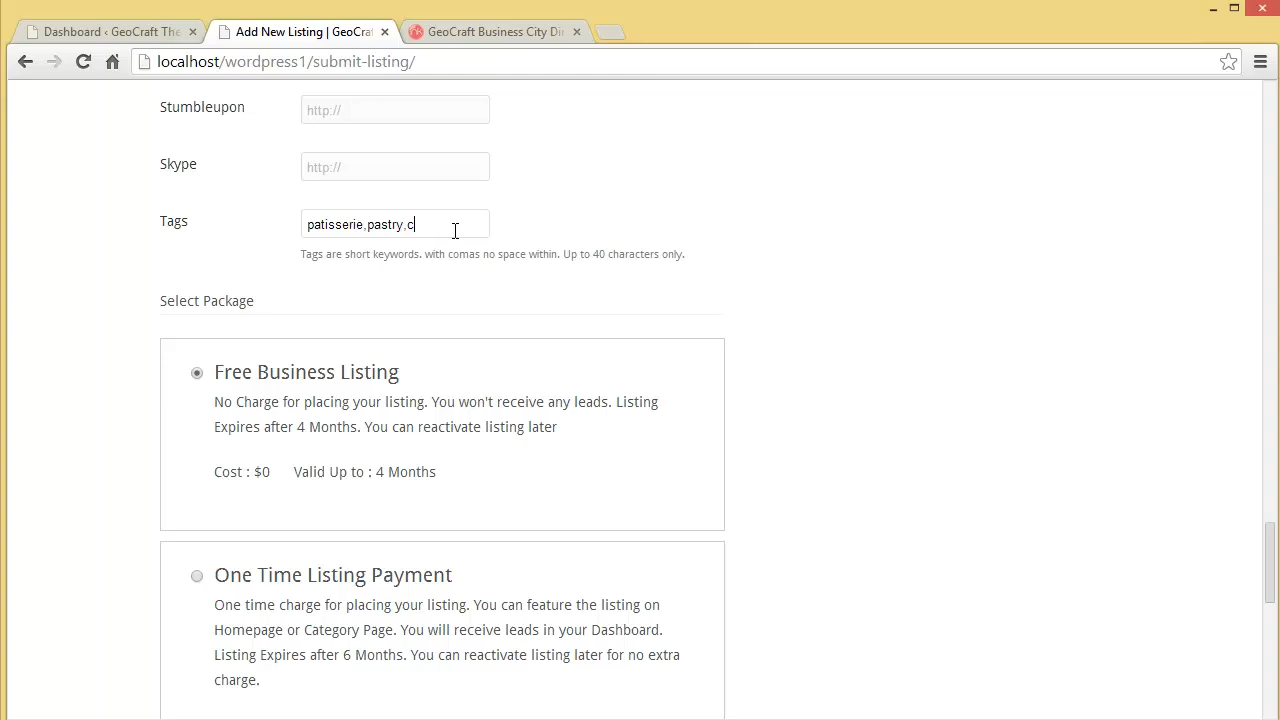 Dashboard ‹ GeoCraft The
Add New Listing | GeoCra
GeoCraft Business City Di
localhost/wordpress1/submit-listing/
Stumbleupon
http://
Skype
http://
Tags
patisserie,pastry,c
Tags are short keywords. with comas no space within. Up to 40 characters only.
Select Package
Free Business Listing
No Charge for placing your listing. You won't receive any leads. Listing
Expires after 4 Months. You can reactivate listing later
Cost : $0 Valid Up to : 4 Months
One Time Listing Payment
One time charge for placing your listing. You can feature the listing on
Homepage or Category Page. You will receive leads in your Dashboard.
Listing Expires after 6 Months. You can reactivate listing later for no extra
charge.